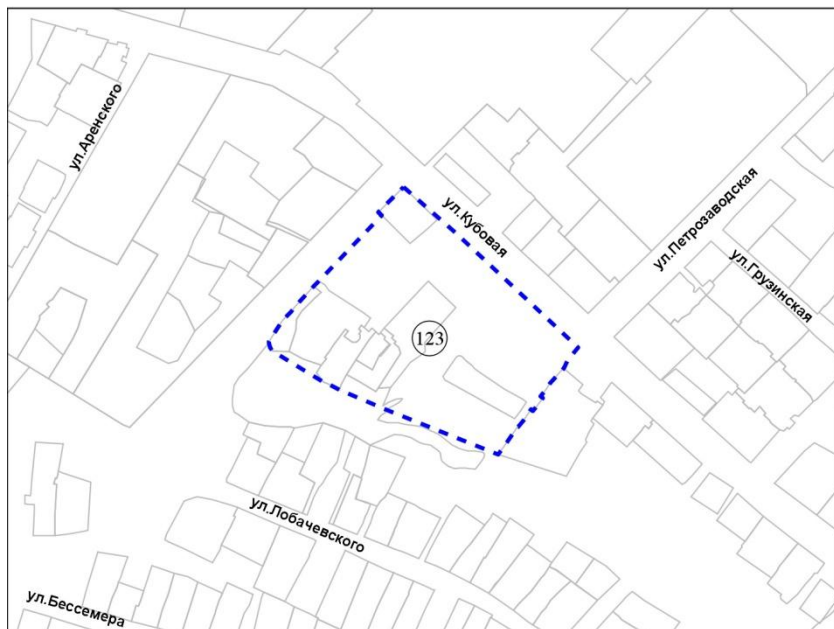 ул.Аренского
ул.Кубовая
ул.Петрозаводская
ул.Грузинская
123
ул.Лобачевского
ул.Бессемера